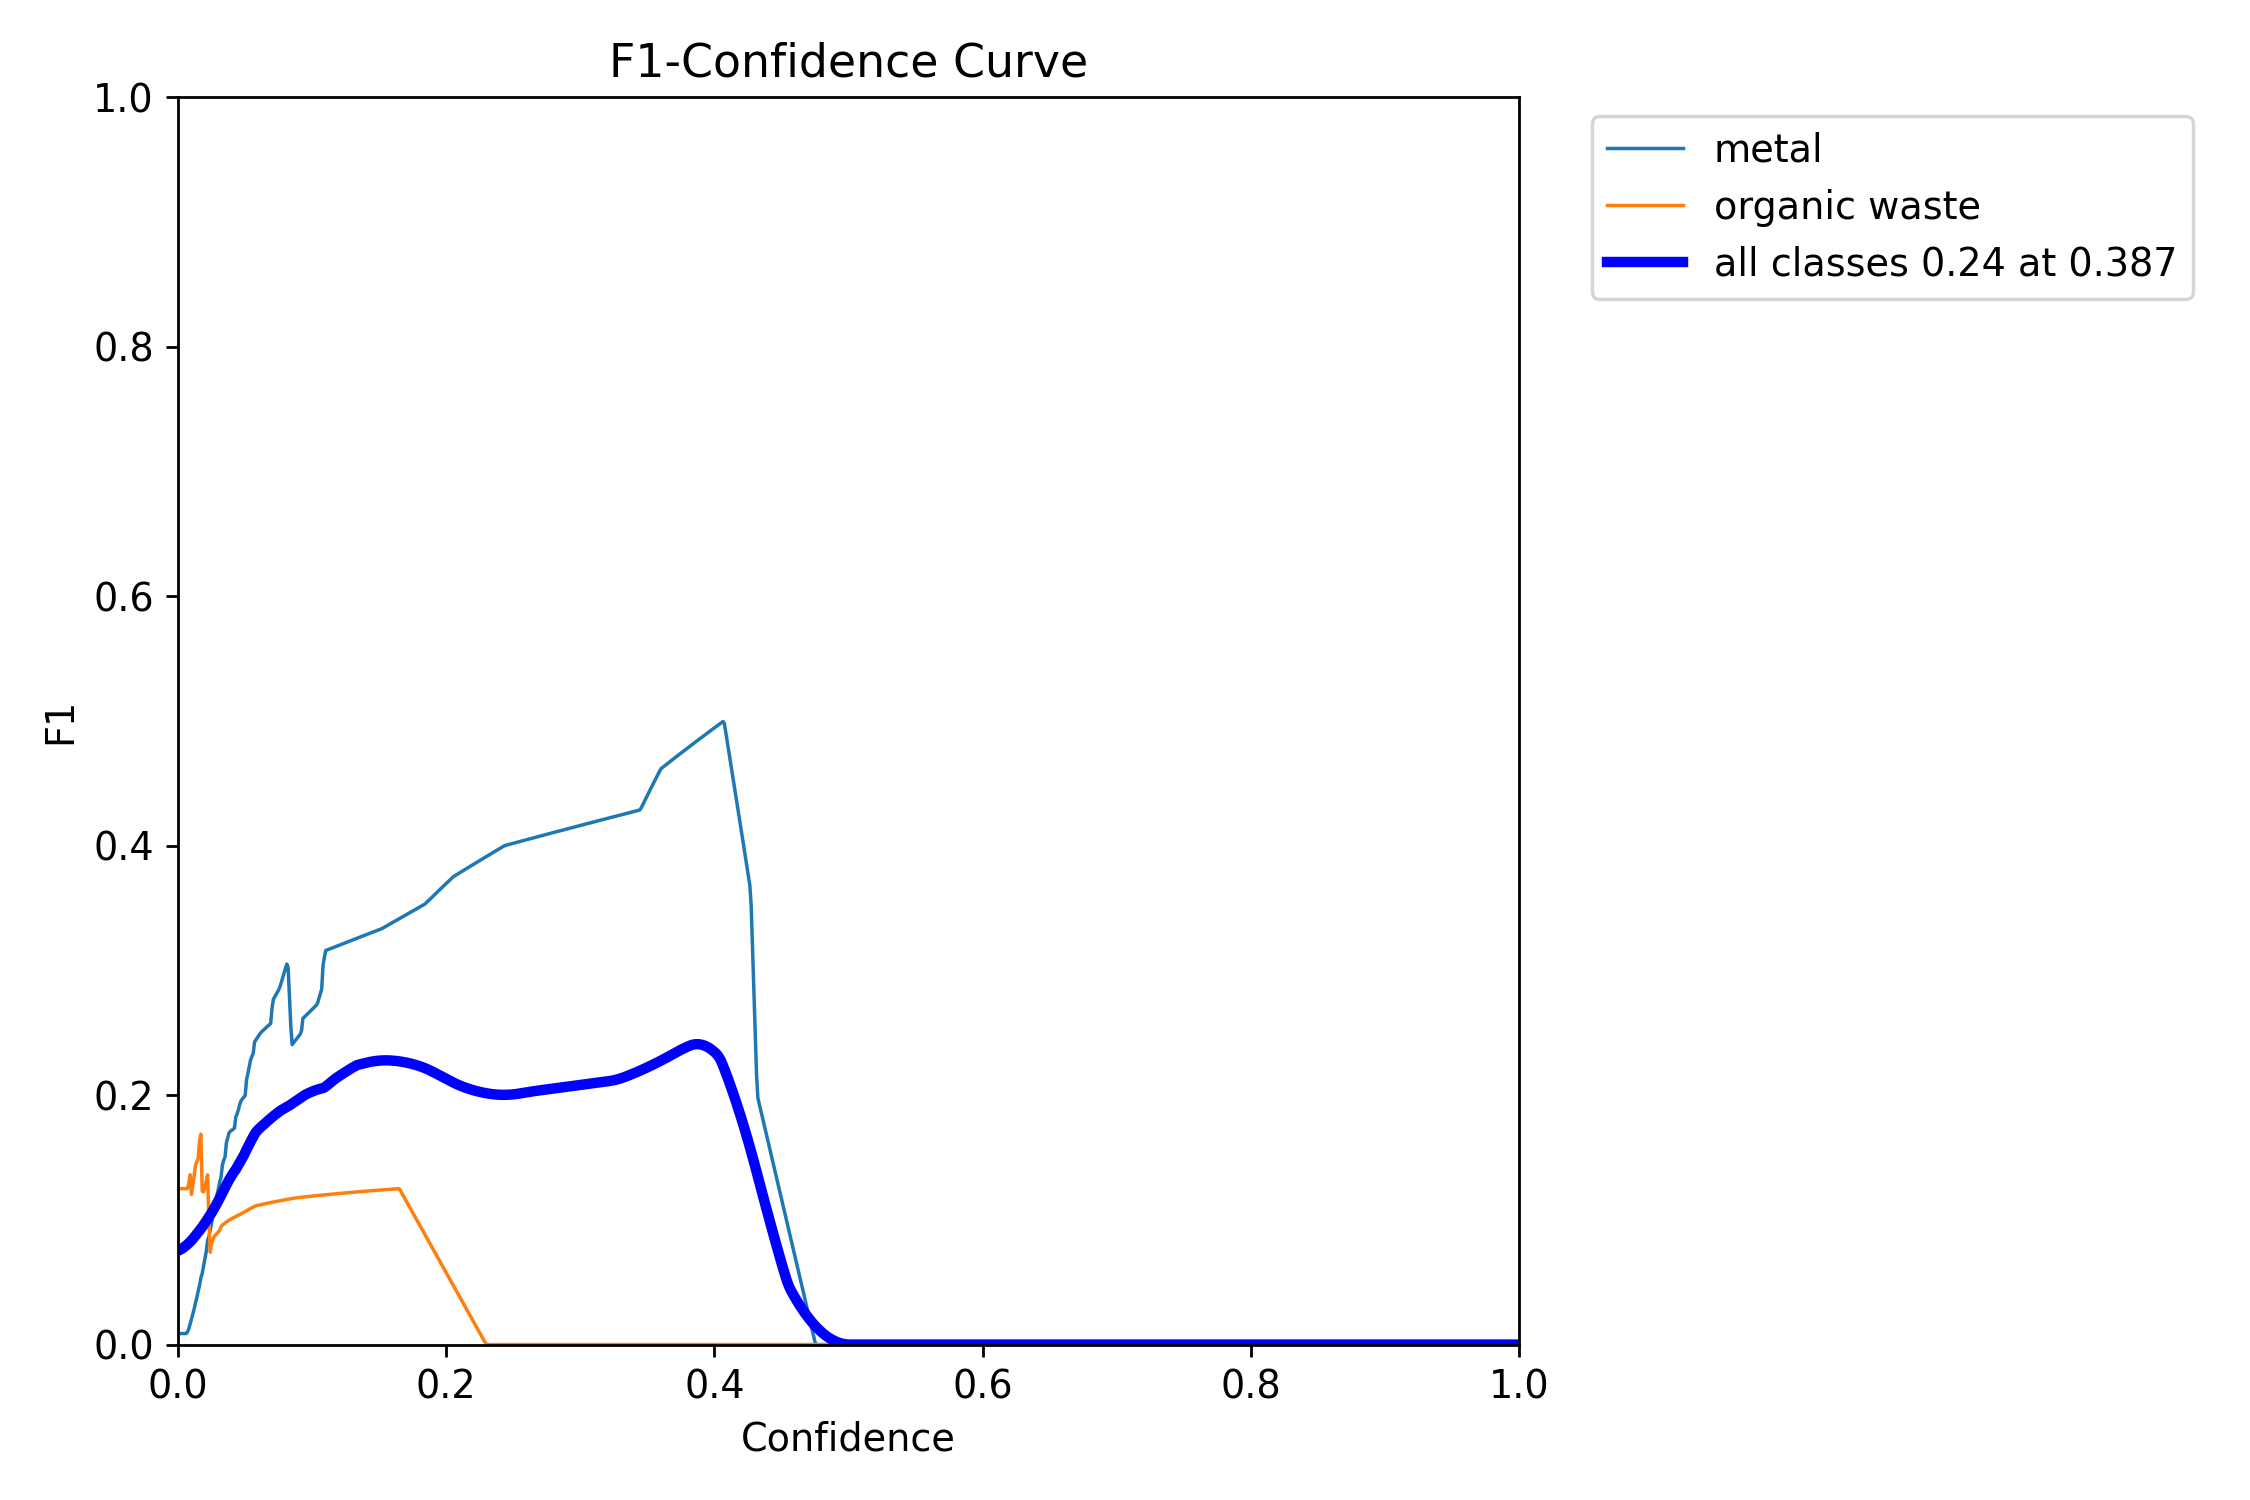 F1-Confidence Curve
1.0
0.8
0.6
0.4
0.2
0.0
F1
0.0 0.2 0.4 0.6 0.8 1.0
Confidence
metal
organic waste
all classes 0.24 at 0.387